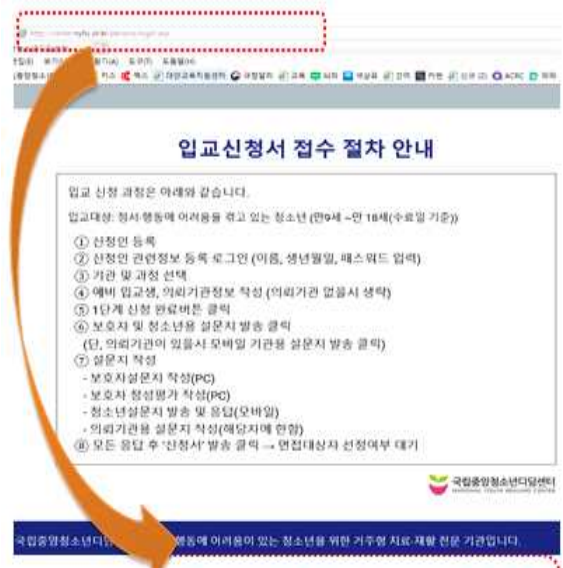 입교신청서 접수 절차 안내
입교 신청 과정은 아래와 같습니다.
입교대상: 정서·행동에 어려움을 겪고 있는 청소년 (만9세 ~만 18세(수료일 기준))
① 신청인 등록
② 신청인 관련정보 등록 로그인 (이름, 생년월일, 패스워드 입력)
③ 기관 및 과정 선택
④ 예비 입교생, 의뢰기관정보 작성 (의뢰기관 없을시 생략)
⑤ 1단계 신청 완료버튼 클릭
⑥ 보호자 및 청소년용 설문지 발송 클릭
(단, 의뢰기관이 있을시 모바일 기관용 설문지 발송 클릭)
⑦ 설문지 작성
- 보호자설문지 작성(PC)
- 보호자 청성평가 작성(PC)
- 청소년설문지 발송 및 응답(모바일)
- 의뢰기관용 설문지 작성(해당자에 한함)
⑧ 모든 응답 후 '신청서' 발송 클릭 → 면접대상자 선정여부 대기
국립중앙청소년디딤센터
국립중앙청소년디딤 행동에 어려움이 있는 청소년을 위한 거주형 치료·재활 전문 기관입니다.